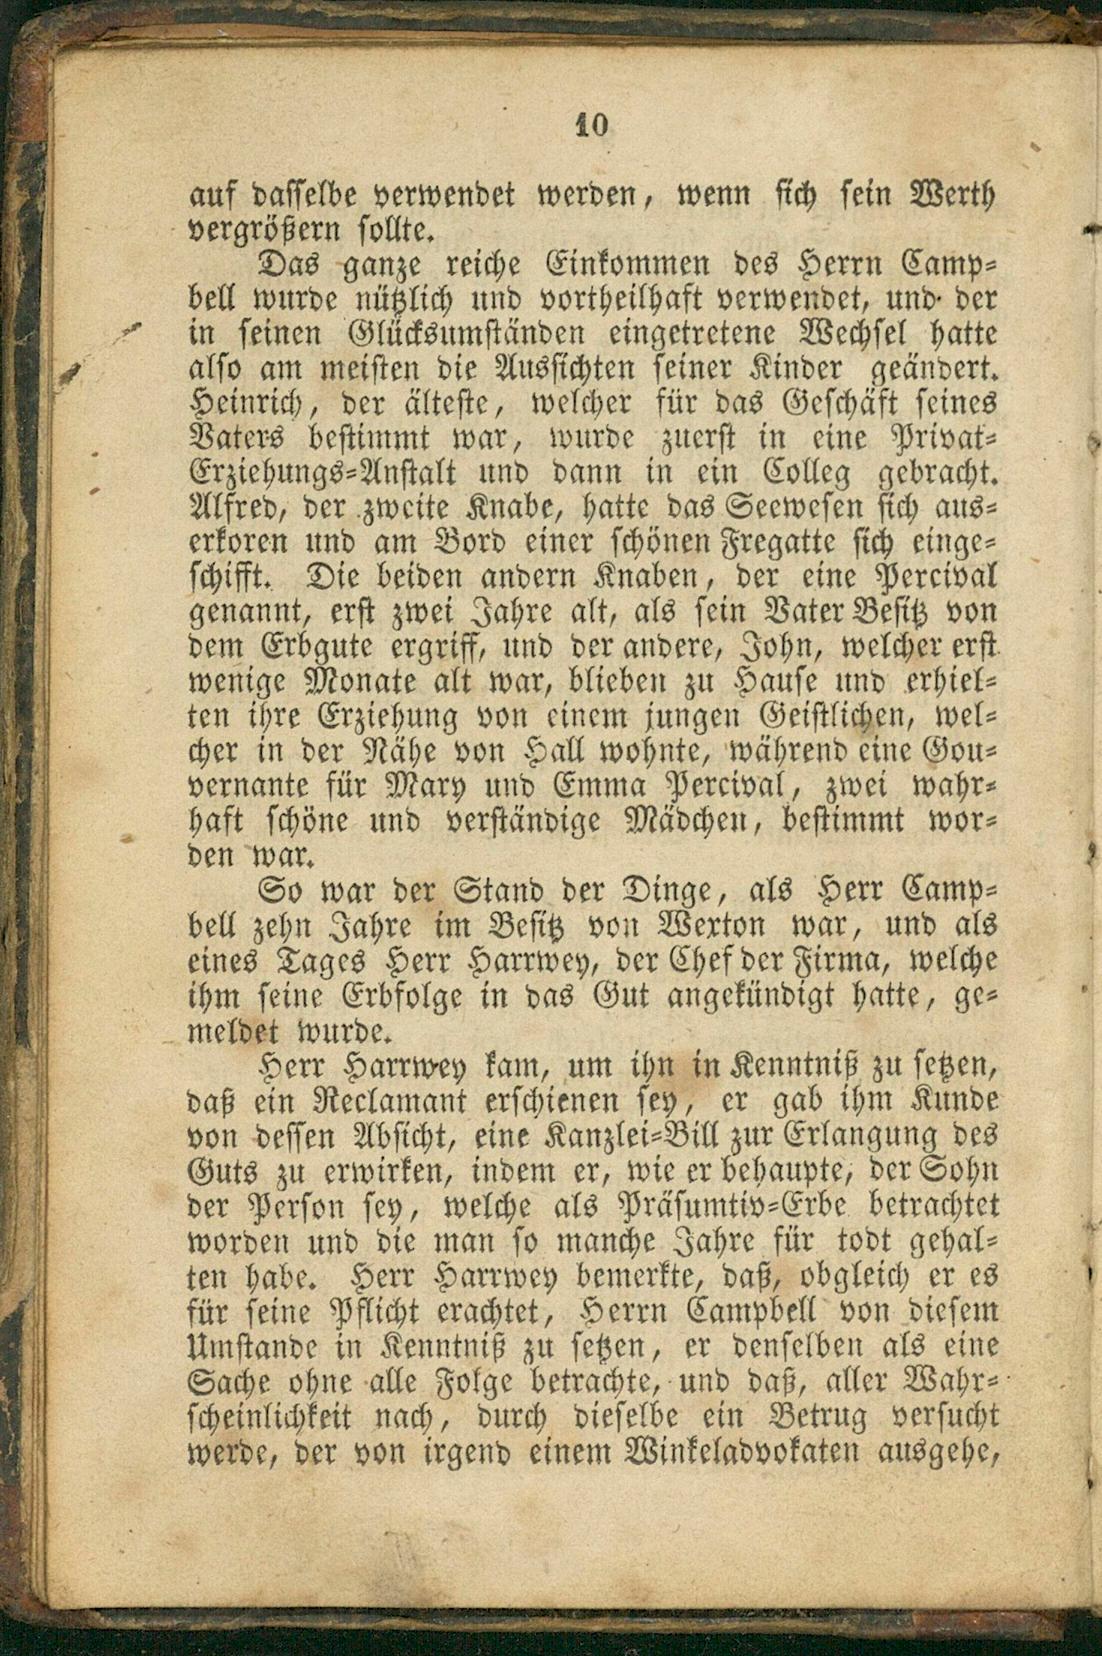 10
auf dasselbe verwendet werden, wenn sich sein Werth
vergrößern sollte.
Das ganze reiche Einkommen des Herrn Camp-
bell wurde nützlich und vortheilhaft verwendet, und der
in seinen Glücksumständen eingetretene Wechsel hatte
also am meisten die Aussichten seiner Kinder geändert.
Heinrich, der älteste, welcher für das Geschäft seines
Vaters bestimmt war, wurde zuerst in eine Privat-
Erziehungs-Anstalt und dann in ein Colleg gebracht.
Alfred, der zweite Knabe, hatte das Seewesen sich aus-
erkoren und am Bord einer schönen Fregatte sich einge-
schifft. Die beiden andern Knaben, der eine Percival
genannt, erst zwei Jahre alt, als sein Vater Besitz von
dem Erbgute ergriff, und der andere, John, welcher erst
wenige Monate alt war, blieben zu Hause und erhiel-
ten ihre Erziehung von einem jungen Geistlichen, wel-
cher in der Nähe von Hall wohnte, während eine Gou-
vernante für Mary und Emma Percival, zwei wahr-
haft schöne und verständige Mädchen, bestimmt wor-
den war.
So war der Stand der Dinge, als Herr Camp-
bell zehn Jahre im Besitz von Wexton war, und als
eines Tages Herr Harrwey, der Chef der Firma, welche
ihm seine Erbfolge in das Gut angekündigt hatte, ge-
meldet wurde.
Herr Harrwey kam, um ihn in Kenntniß zu setzen,
daß ein Reclamant erschienen sey, er gab ihm Kunde
von dessen Absicht, eine Kanzlei-Bill zur Erlangung des
Guts zu erwirken, indem er, wie er behaupte, der Sohn
der Person sey, welche als Präsumtiv-Erbe betrachtet
worden und die man so manche Jahre für todt gehal-
ten habe. Herr Harrwey bemerkte, daß, obgleich er es
für seine Pflicht erachtet, Herrn Campbell von diesem
Umstande in Kenntniß zu setzen, er denselben als eine
Sache ohne alle Folge betrachte, und daß, aller Wahr-
scheinlichkeit nach, durch dieselbe ein Betrug versucht
werde, der von irgend einem Winkeladvokaten ausgehe,